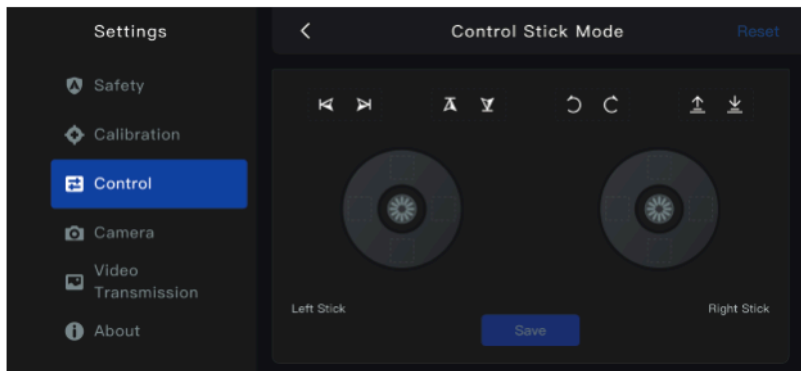 Settings
Control Stick Mode
Reset
Safety
Calibration
Control
Camera
Video
Transmission
About
Left Stick
Right Stick
Save